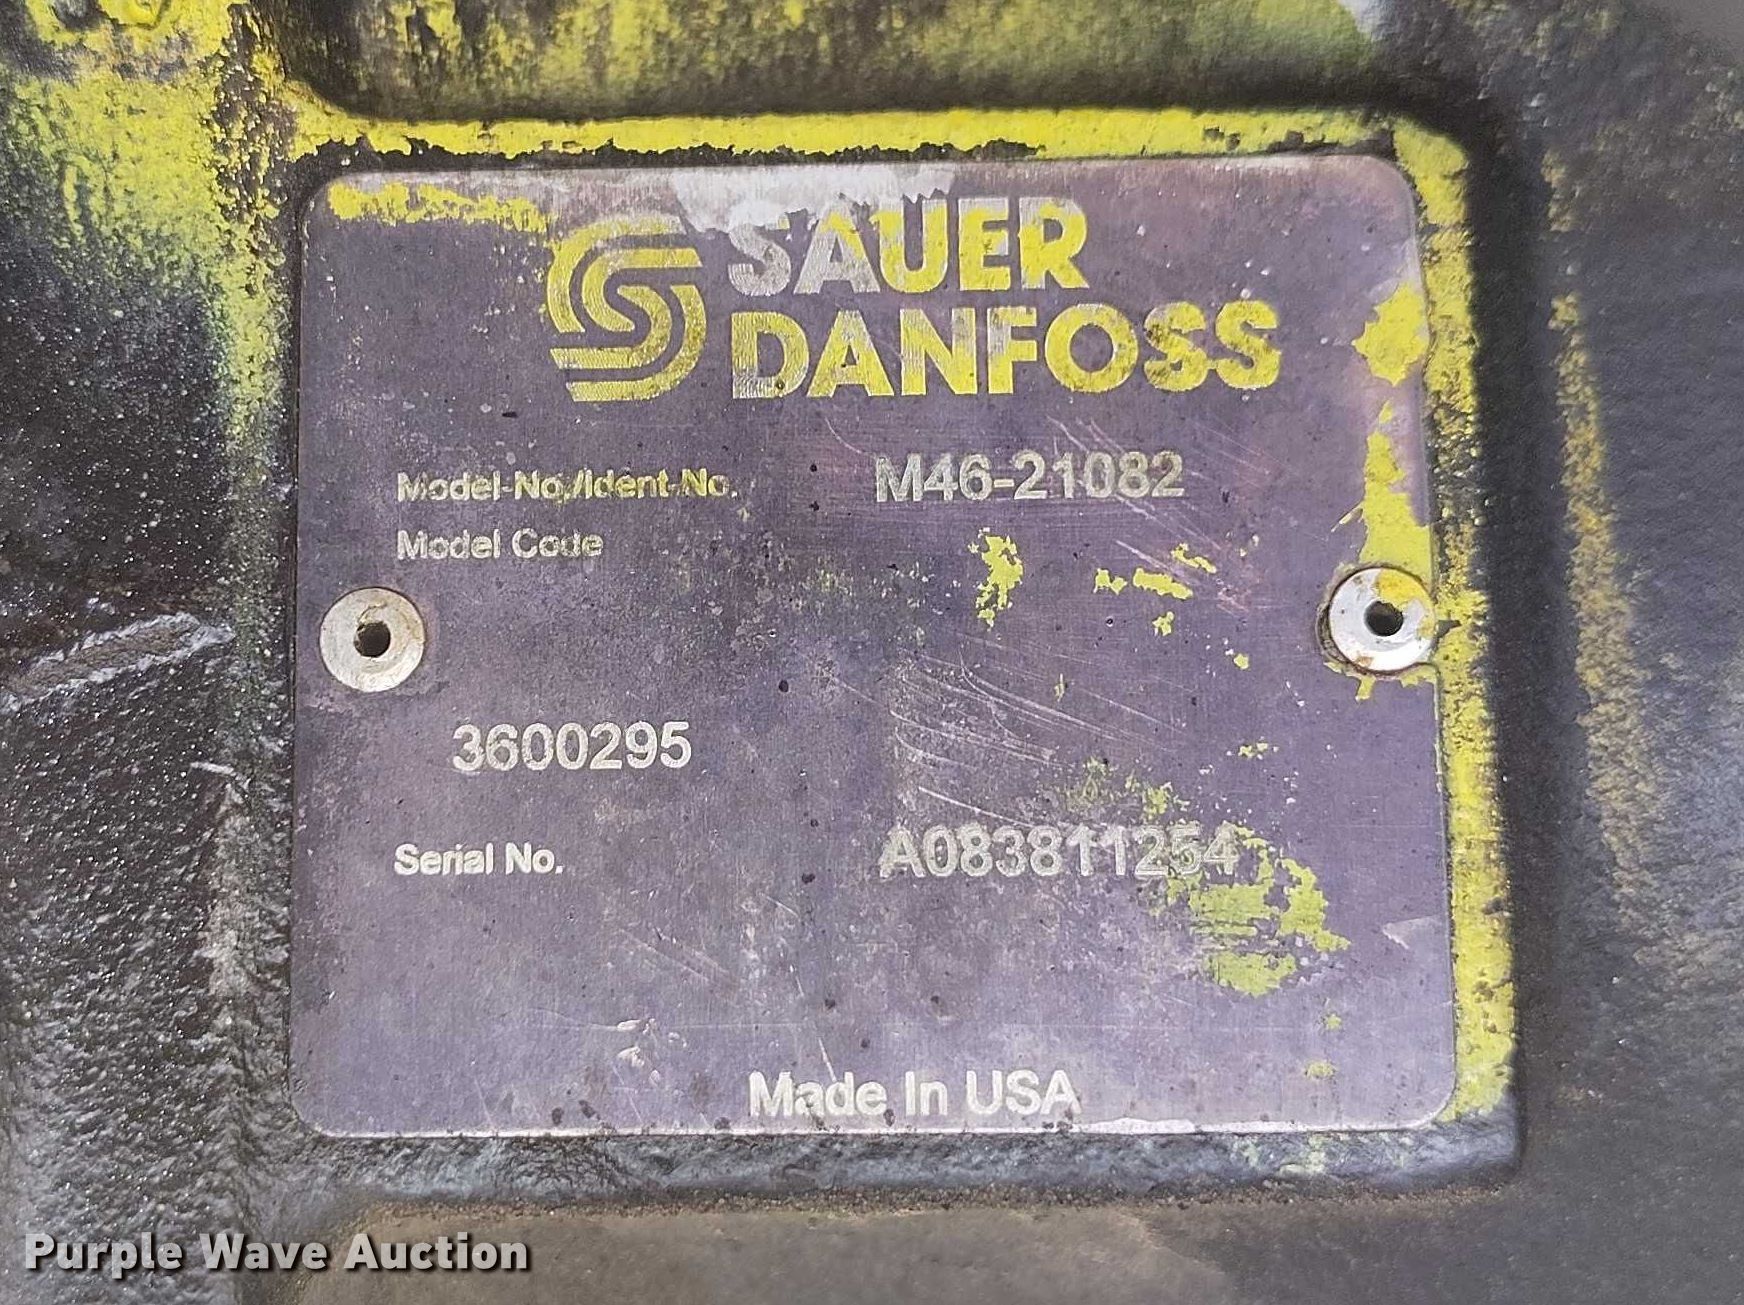 SAUER
DANFOSS
Model-No./Ident-No. M46-21082
Model Code
3600295
Serial No. A083811254
Made In USA
Purple Wave Auction